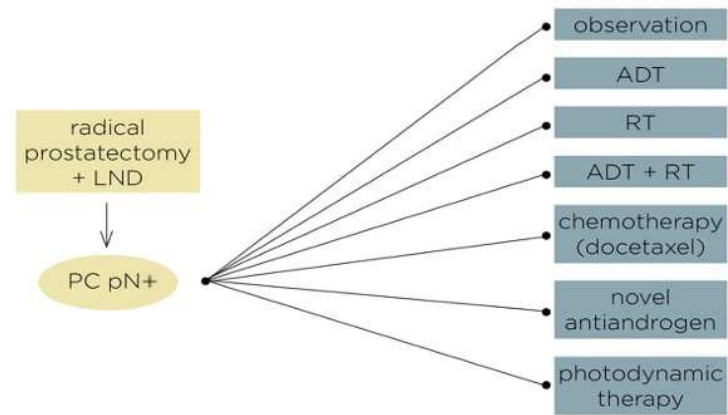 radical
prostatectomy
+ LND
PC pN+
observation
ADT
RT
ADT + RT
chemotherapy
(docetaxel)
novel
antiandrogen
photodynamic
therapy